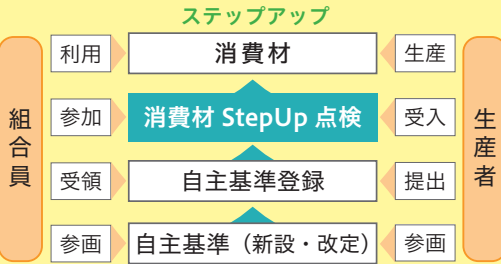 ステップアップ
組合員
利用
消費材
生産
参加
消費材 StepUp 点検
受入
受領
自主基準登録
提出
参画
自主基準（新設・改定）
参画
生産者